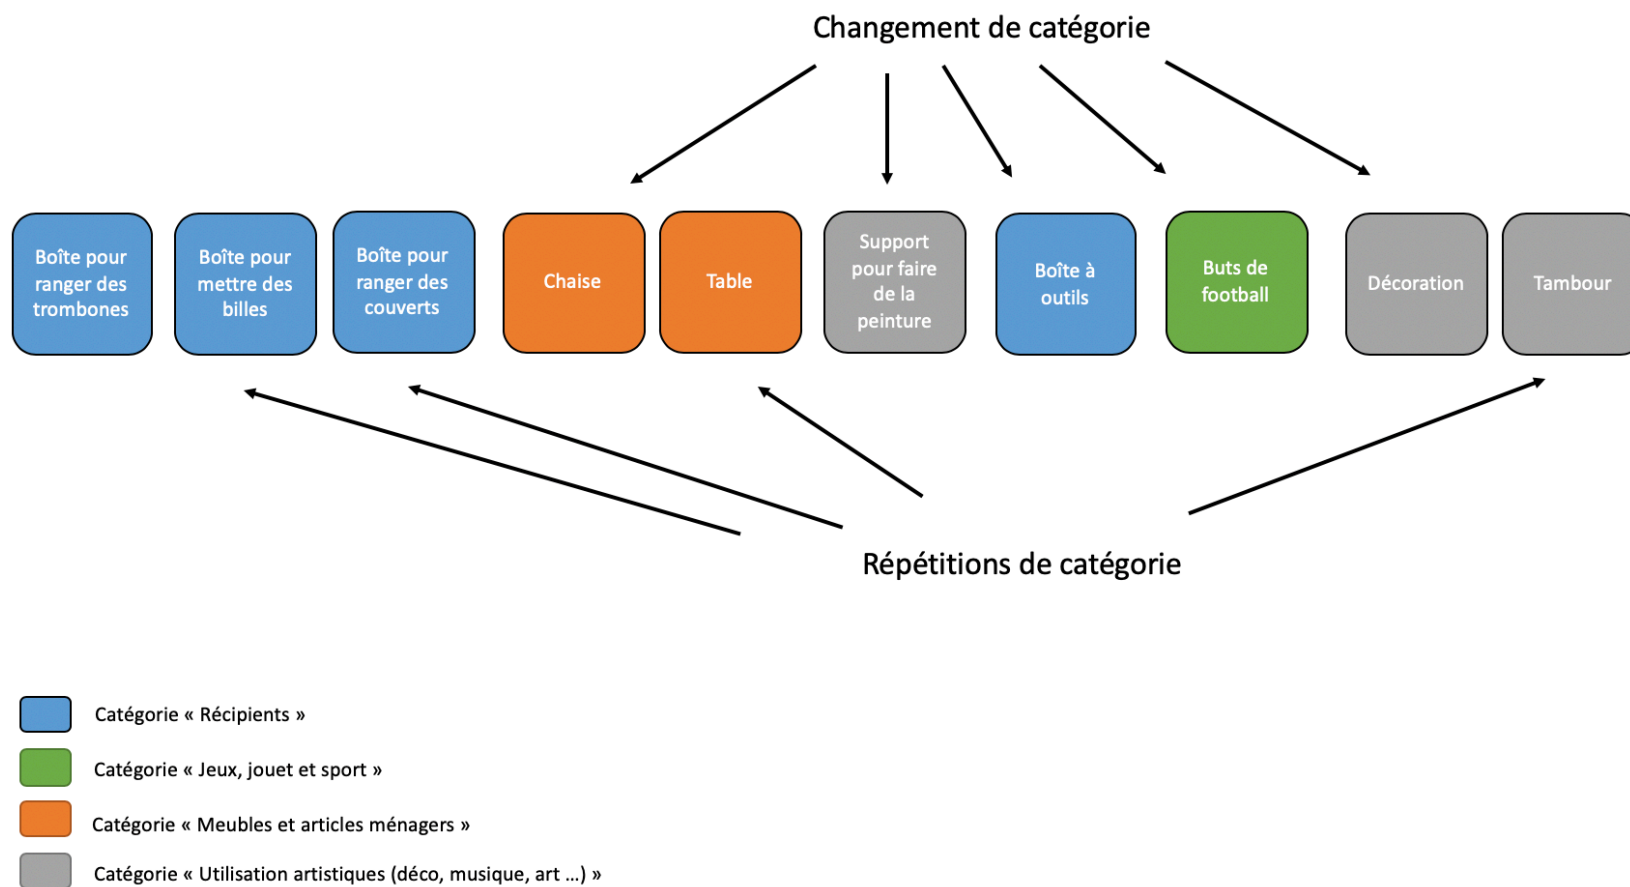 Changement de catégorie
Boîte pour
ranger des
trombones
Boîte pour
mettre des
billes
Boîte pour
ranger des
couverts
Chaise
Table
Support
pour faire
de la
peinture
Boîte à
outils
Buts de
football
Décoration
Tambour
Répétitions de catégorie
Catégorie « Récipients »
Catégorie « Jeux, jouet et sport »
Catégorie « Meubles et articles ménagers »
Catégorie « Utilisation artistiques (déco, musique, art ...) »